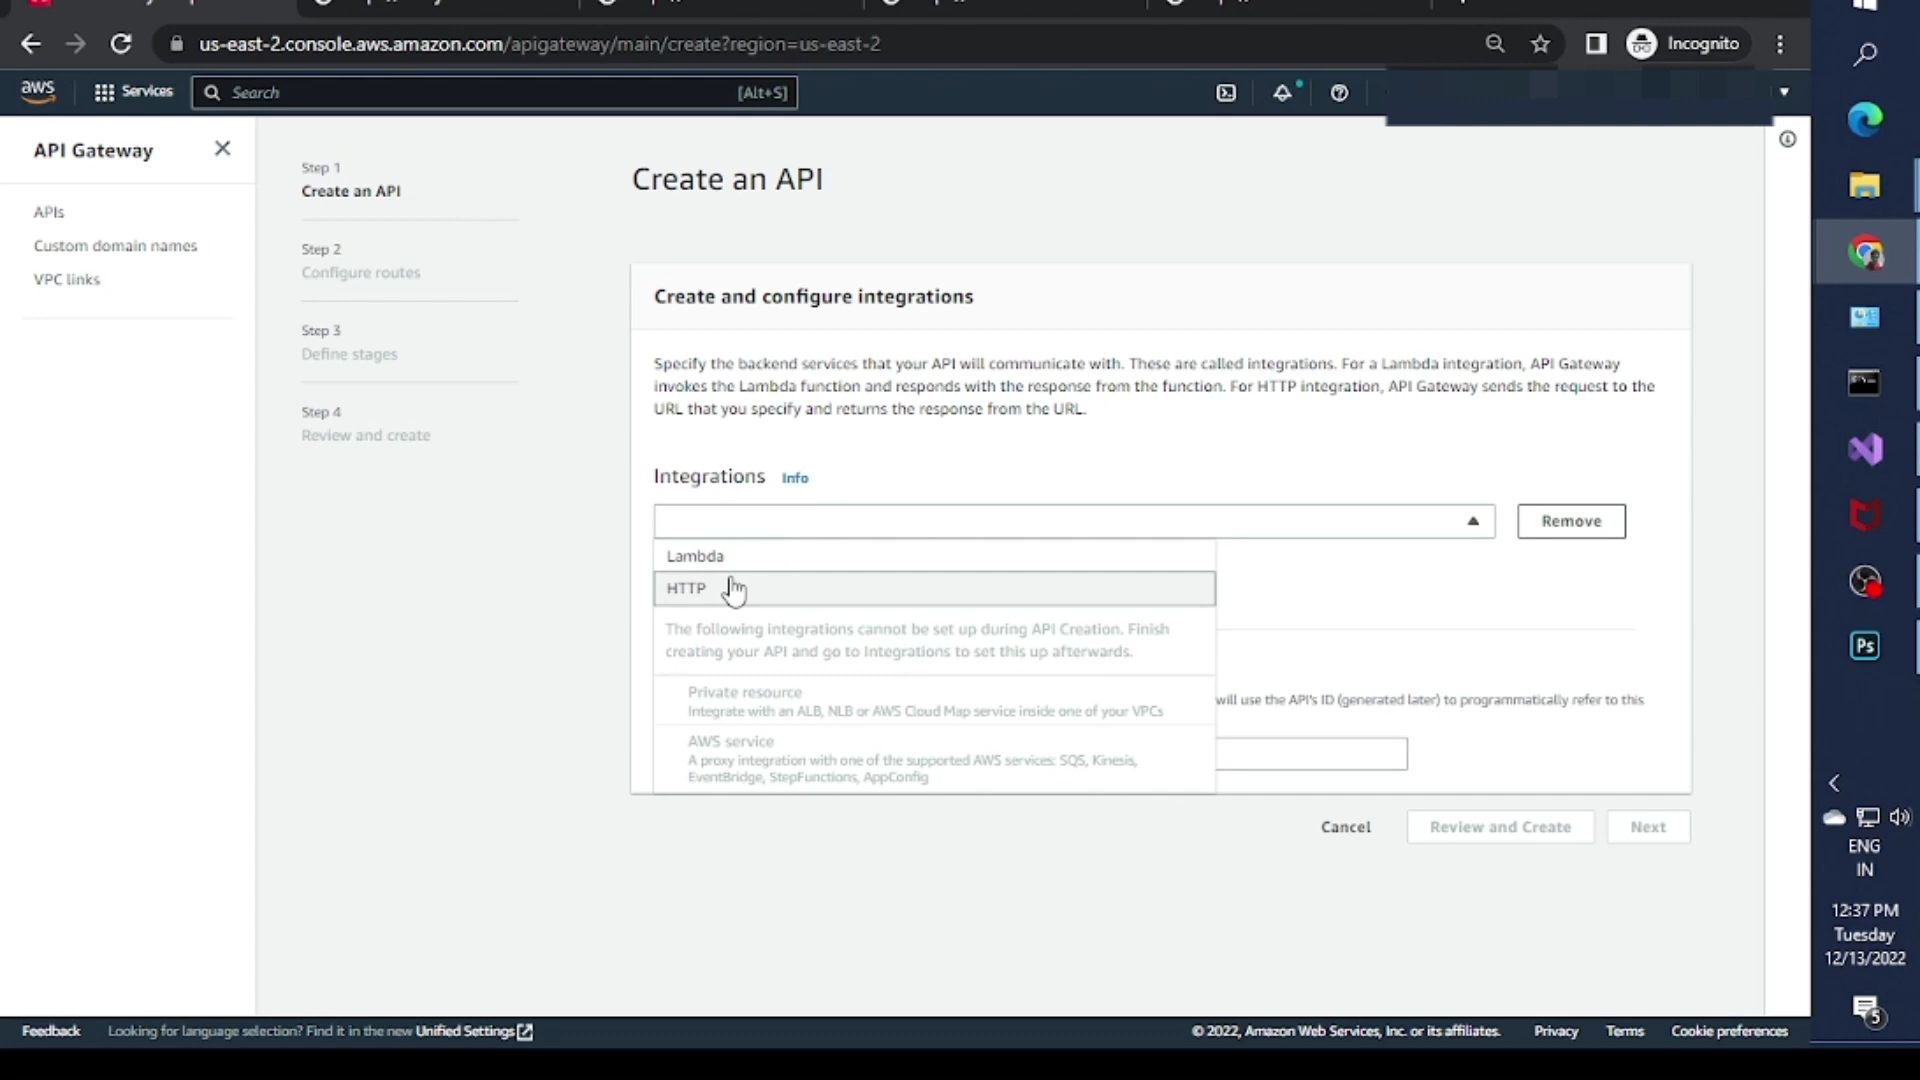 us-east-2.console.aws.amazon.com/apigateway/main/create?region=us-east-2
Incognito
aws
Services
Search
[Alt+S]
API Gateway
APIs
Custom domain names
VPC links
Step 1
Create an API
Step 2
Configure routes
Step 3
Define stages
Step 4
Review and create
Create an API
Create and configure integrations
Specify the backend services that your API will communicate with. These are called integrations. For a Lambda integration, API Gateway
invokes the Lambda function and responds with the response from the function. For HTTP integration, API Gateway sends the request to the
URL that you specify and returns the response from the URL.
Integrations Info
Remove
Lambda
HTTP
The following integrations cannot be set up during API Creation. Finish
creating your API and go to Integrations to set this up afterwards.
Private resource
Integrate with an ALB, NLB or AWS Cloud Map service inside one of your VPCs
will use the API's ID (generated later) to programmatically refer to this
AWS service
A proxy integration with one of the supported AWS services: SQS, Kinesis,
EventBridge, StepFunctions, AppConfig
Cancel
Review and Create
Next
Feedback
Looking for language selection? Find it in the new Unified Settings
© 2022, Amazon Web Services, Inc. or its affiliates.
Privacy
Terms
Cookie preferences
Ps
ENG
IN
12:37 PM
Tuesday
12/13/2022
5